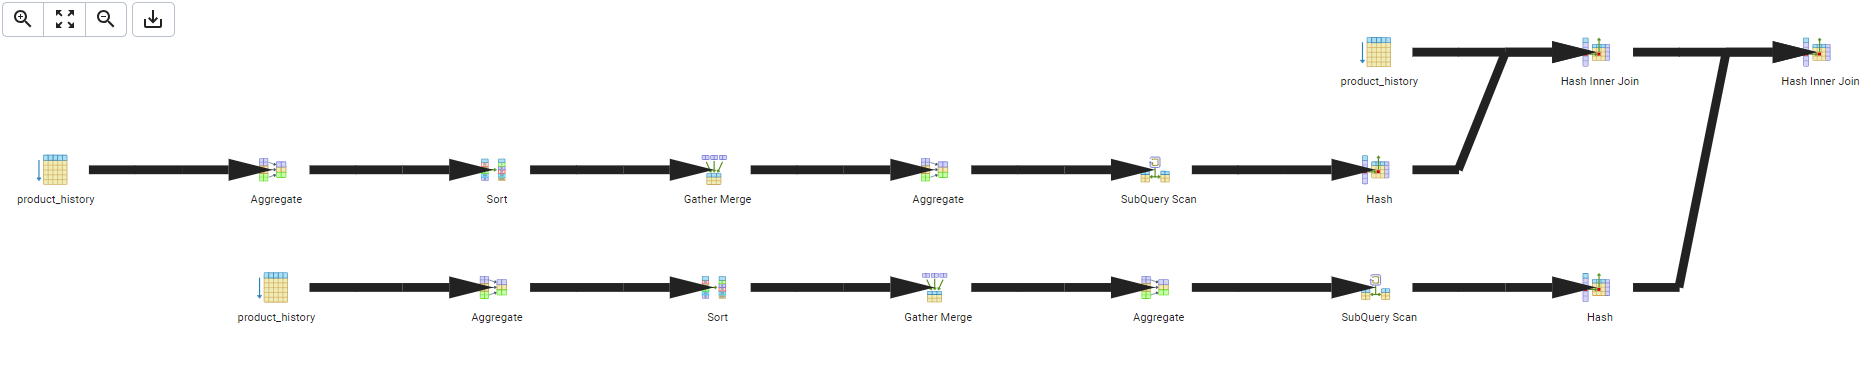 product_history
Hash Inner Join
Hash Inner Join
product_history
Aggregate
Sort
Gather Merge
Aggregate
SubQuery Scan
Hash
product_history
Aggregate
Sort
Gather Merge
Aggregate
SubQuery Scan
Hash